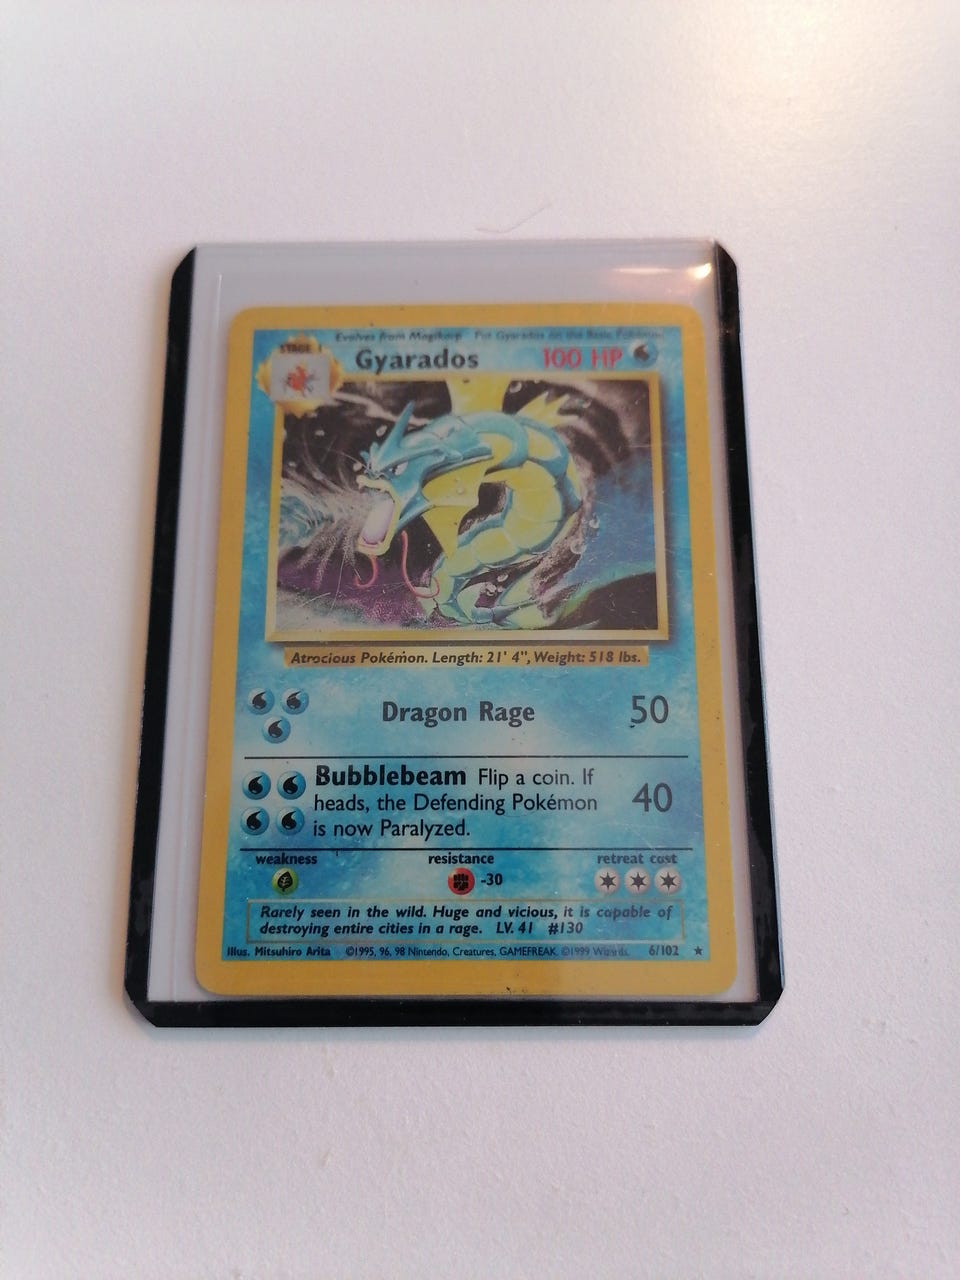 Evolves from Magikarp Put Gyarados on the Basic Pokémon
STAGE 1
Gyarados 100 HP
Atrocious Pokémon. Length: 21' 4", Weight: 518 lbs.
Dragon Rage 50
Bubblebeam Flip a coin. If
heads, the Defending Pokémon 40
is now Paralyzed.
weakness resistance retreat cost
-30
Rarely seen in the wild. Huge and vicious, it is capable of
destroying entire cities in a rage. LV. 41 #130
Illus. Mitsuhiro Arita ©1995, 96, 98 Nintendo, Creatures, GAMEFREAK. ©1999 Wizards. 6/102 ★